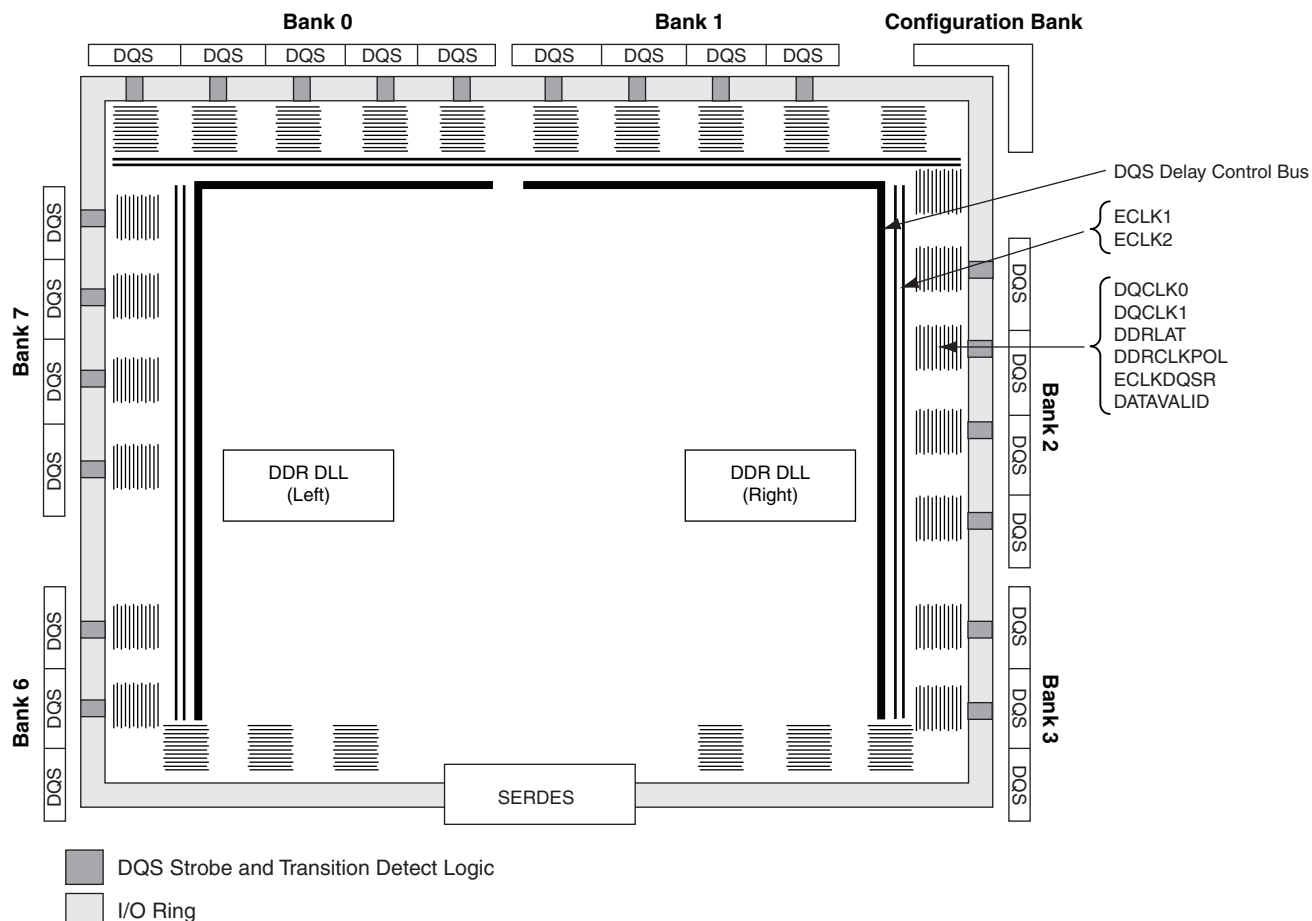 Bank 0
Bank 1
Configuration Bank
DQS DQS DQS DQS DQS
DQS DQS DQS DQS
DQS Delay Control Bus
ECLK1
ECLK2
DQCLK0
DQCLK1
DDRLAT
DDRCLKPOL
ECLKDQSR
DATAVALID
Bank 7
DQS
DQS
DQS
DQS
Bank 2
DQS
DQS
DQS
DQS
DDR DLL
(Left)
DDR DLL
(Right)
Bank 6
DQS
DQS
DQS
Bank 3
DQS
DQS
DQS
SERDES
DQS Strobe and Transition Detect Logic
I/O Ring